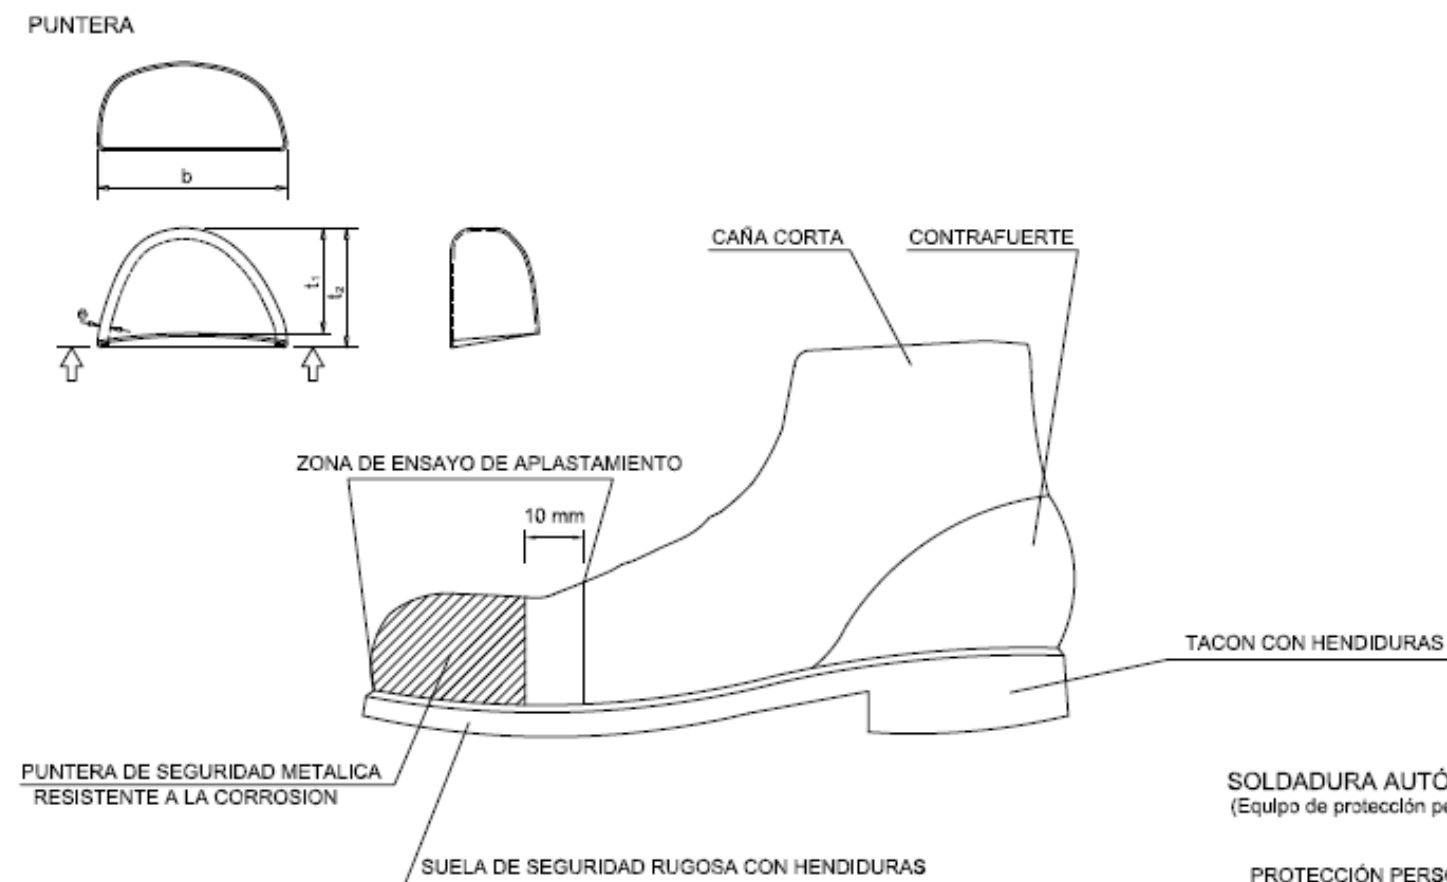 PUNTERA
b
t₁
t₂
e
CAÑA CORTA
CONTRAFUERTE
ZONA DE ENSAYO DE APLASTAMIENTO
10 mm
TACON CON HENDIDURAS
PUNTERA DE SEGURIDAD METALICA
RESISTENTE A LA CORROSION
SOLDADURA AUTÓ
(Equipo de protección pe
SUELA DE SEGURIDAD RUGOSA CON HENDIDURAS
PROTECCIÓN PERS